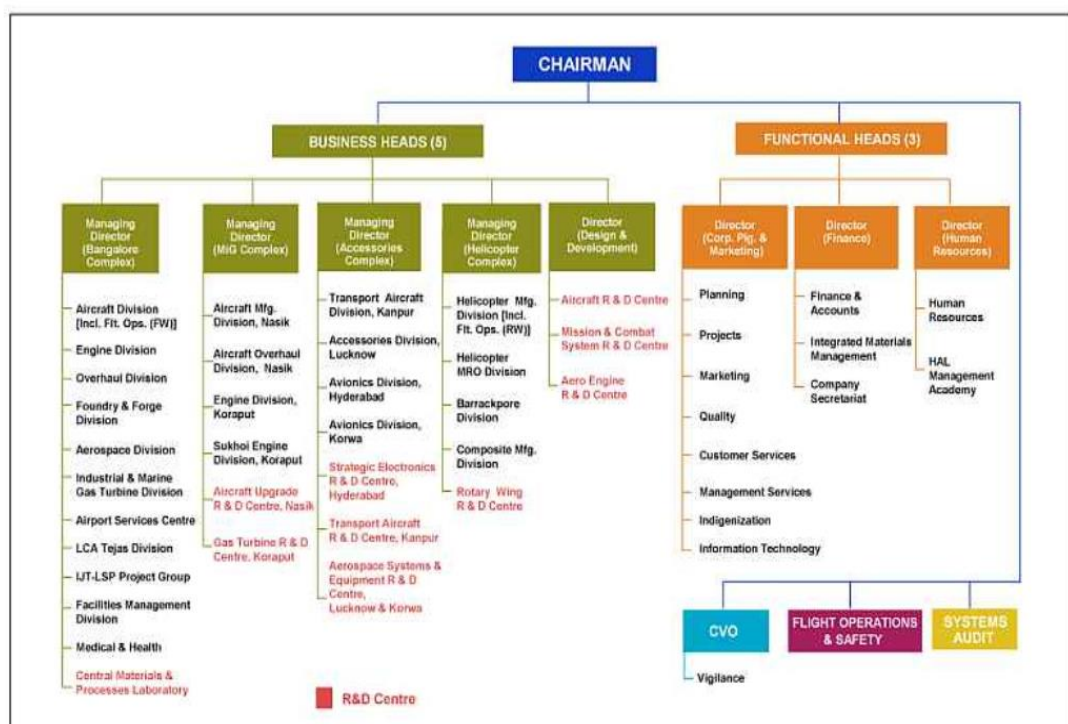 CHAIRMAN
BUSINESS HEADS (5)
FUNCTIONAL HEADS (3)
Managing
Director
(Bangalore
Complex)
Managing
Director
(MiG Complex)
Managing
Director
(Accessories
Complex)
Managing
Director
(Helicopter
Complex)
Director
(Design &
Development)
Director
(Corp. Plg. &
Marketing)
Director
(Finance)
Director
(Human
Resources)
Aircraft Division
[Incl. Flt. Ops. (FW)]
Engine Division
Overhaul Division
Foundry & Forge
Division
Aerospace Division
Industrial & Marine
Gas Turbine Division
Airport Services Centre
LCA Tejas Division
IJT-LSP Project Group
Facilities Management
Division
Medical & Health
Central Materials &
Processes Laboratory
Aircraft Mfg.
Division, Nasik
Aircraft Overhaul
Division, Nasik
Engine Division,
Koraput
Sukhoi Engine
Division, Koraput
Aircraft Upgrade
R & D Centre, Nasik
Gas Turbine R & D
Centre, Koraput
Transport Aircraft
Division, Kanpur
Accessories Division,
Lucknow
Avionics Division,
Hyderabad
Avionics Division,
Korwa
Strategic Electronics
R & D Centre,
Hyderabad
Transport Aircraft
R & D Centre, Kanpur
Aerospace Systems &
Equipment R & D
Centre,
Lucknow & Korwa
Helicopter Mfg.
Division [Incl.
Flt. Ops. (RW)]
Helicopter
MRO Division
Barrackpore
Division
Composite Mfg.
Division
Rotary Wing
R & D Centre
Aircraft R & D Centre
Mission & Combat
System R & D Centre
Aero Engine
R & D Centre
Planning
Projects
Marketing
Quality
Customer Services
Management Services
Indigenization
Information Technology
Finance &
Accounts
Integrated Materials
Management
Company
Secretariat
Human
Resources
HAL
Management
Academy
CVO
FLIGHT OPERATIONS
& SAFETY
SYSTEMS
AUDIT
Vigilance
R&D Centre